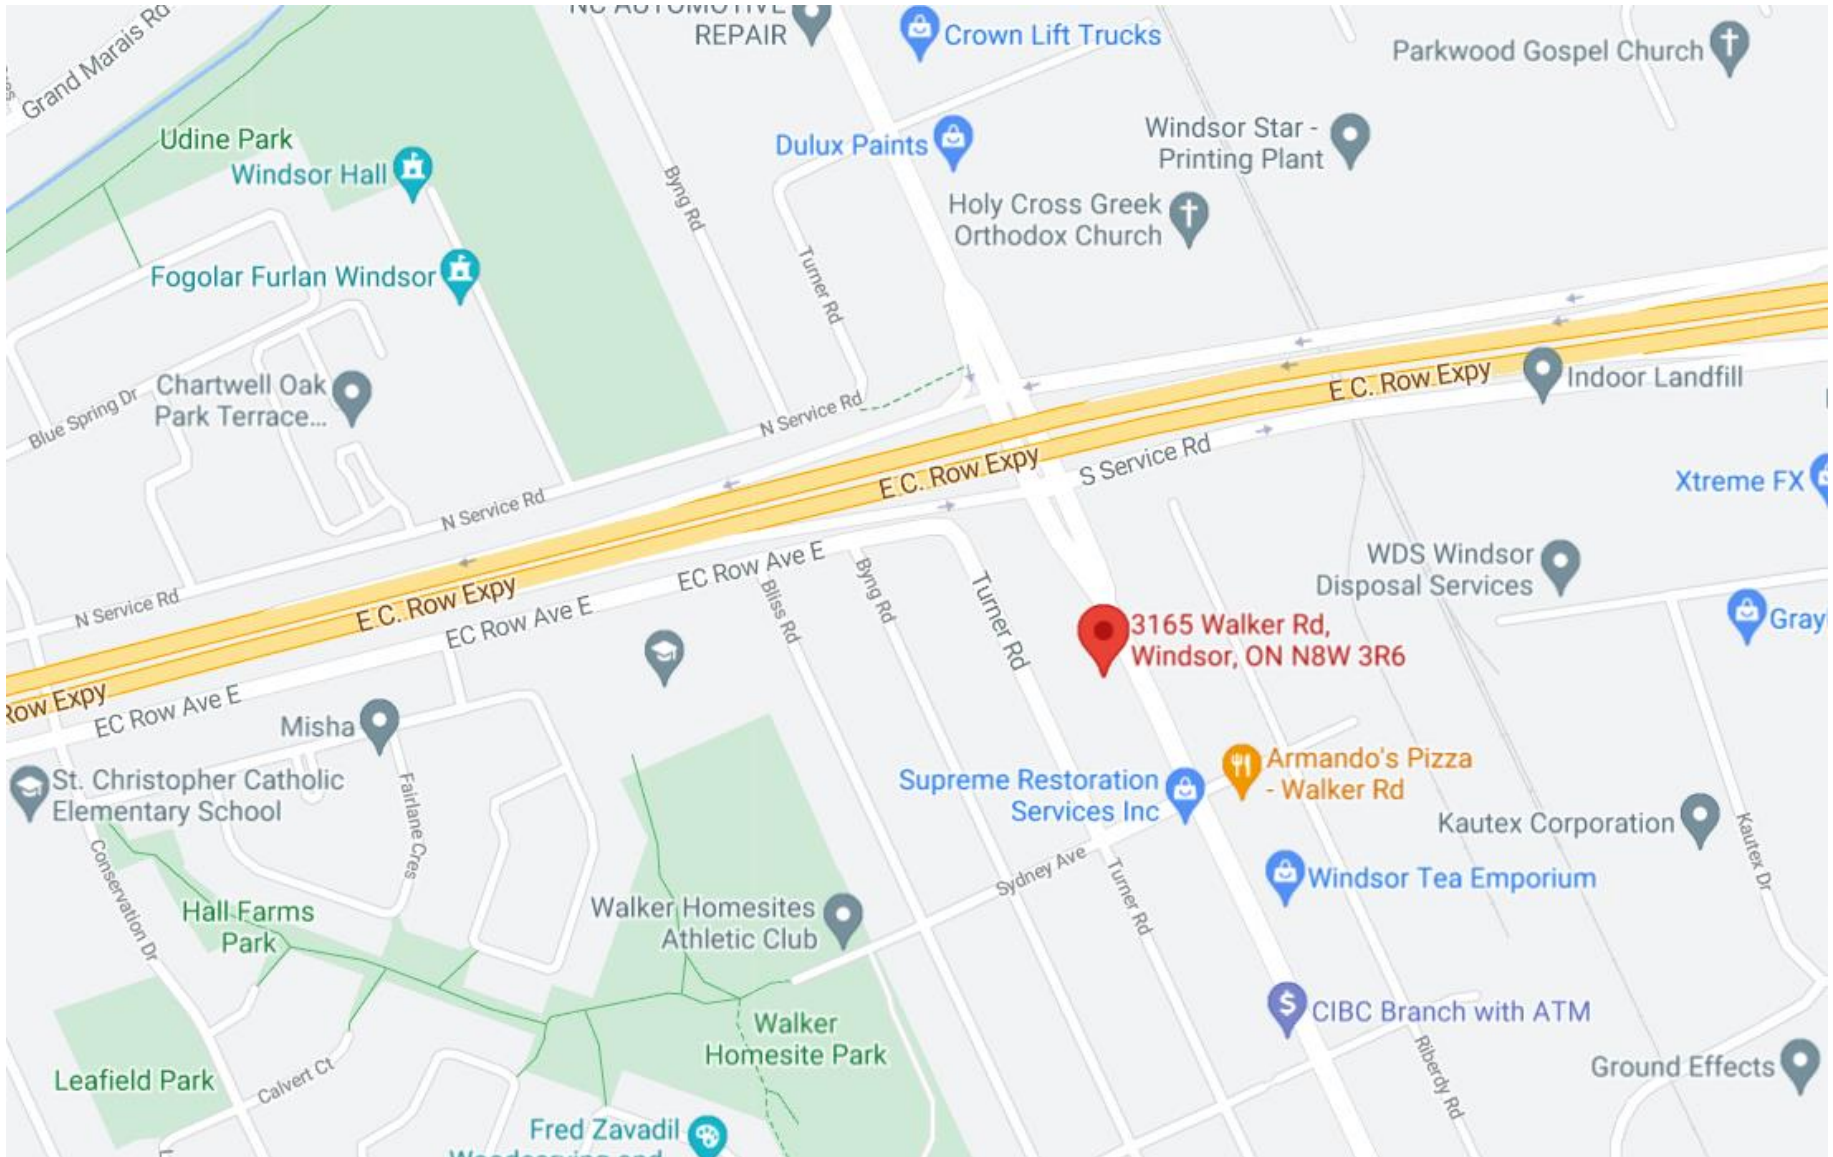 Grand Marais Rd
NC AUTOMOTIVE
REPAIR
Crown Lift Trucks
Parkwood Gospel Church
Udine Park
Windsor Hall
Dulux Paints
Windsor Star -
Printing Plant
Byng Rd
Holy Cross Greek
Orthodox Church
Fogolar Furlan Windsor
Turner Rd
Blue Spring Dr
Chartwell Oak
Park Terrace...
N Service Rd
E C. Row Expy
Indoor Landfill
E C. Row Expy
S Service Rd
N Service Rd
Xtreme FX
N Service Rd
E C. Row Expy
EC Row Ave E
EC Row Ave E
Bliss Rd
Byng Rd
Turner Rd
WDS Windsor
Disposal Services
3165 Walker Rd,
Windsor, ON N8W 3R6
Row Expy
EC Row Ave E
Misha
St. Christopher Catholic
Elementary School
Fairlane Cres
Supreme Restoration
Services Inc
Armando's Pizza
- Walker Rd
Kautex Corporation
Kautex Dr
Conservation Dr
Sydney Ave
Turner Rd
Windsor Tea Emporium
Hall Farms
Park
Walker Homesites
Athletic Club
CIBC Branch with ATM
Walker
Homesite Park
Riberdy Rd
Ground Effects
Leafield Park
Calvert Ct
Fred Zavadil